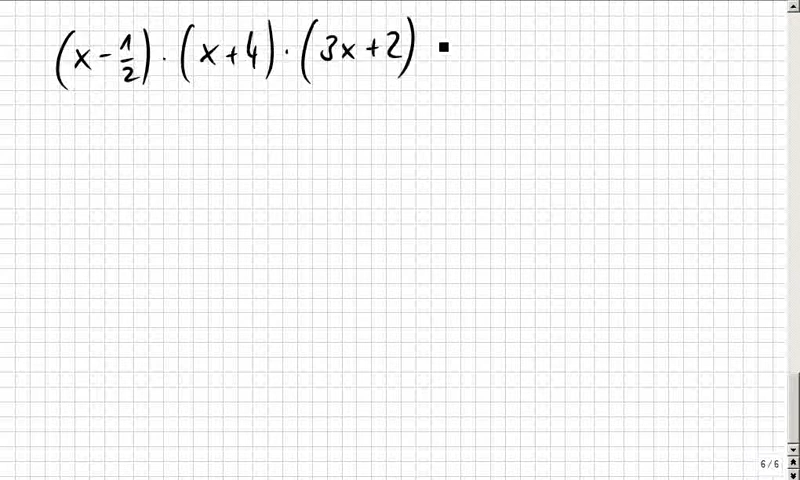 (x - 1/2) · (x + 4) · (3x + 2)
6/6